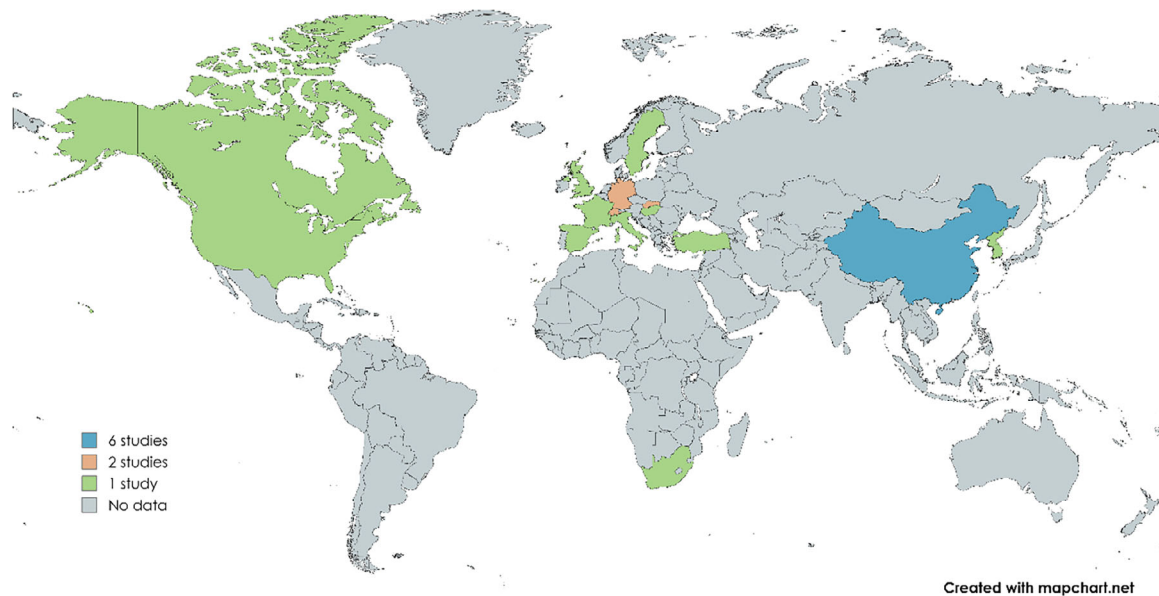 6 studies
2 studies
1 study
No data
Created with mapchart.net